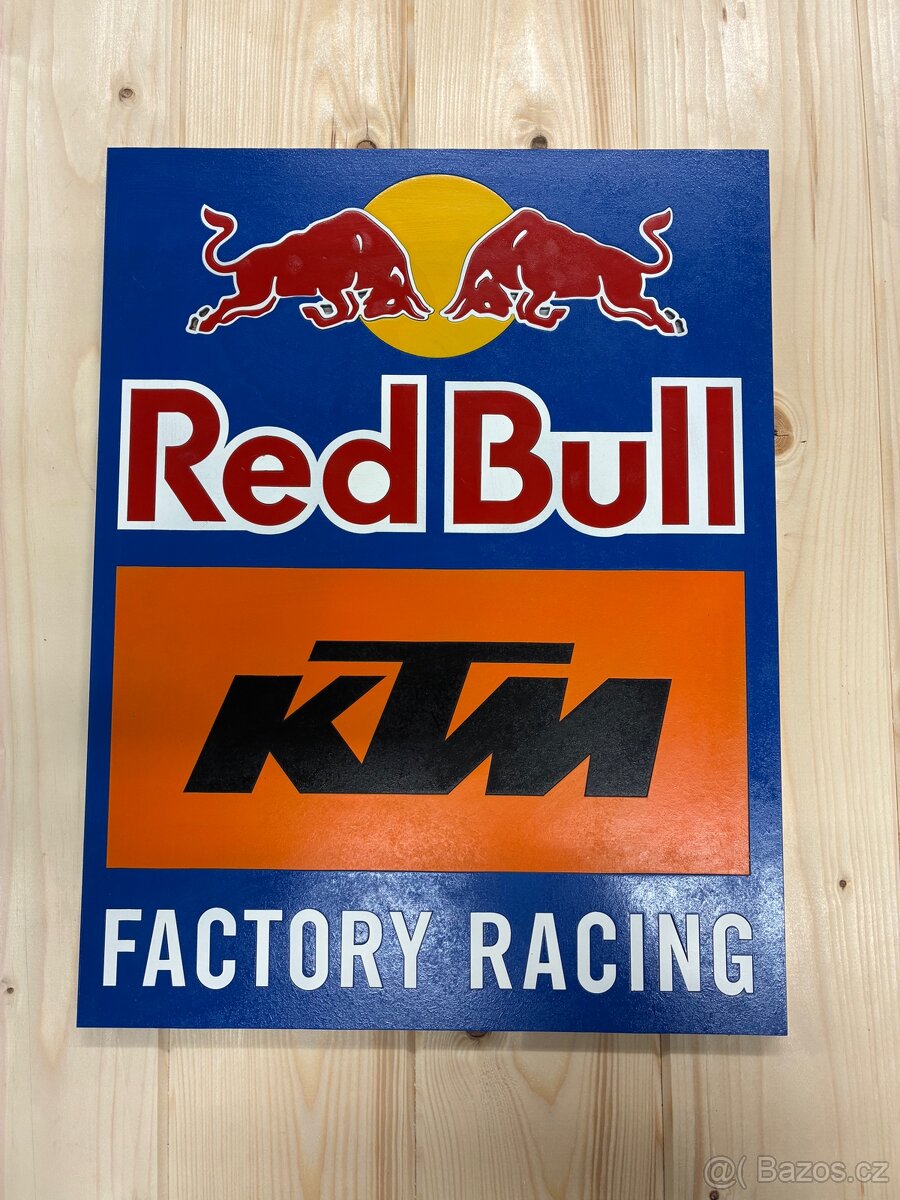 Red Bull
KTM
FACTORY RACING
@( Bazos.cz